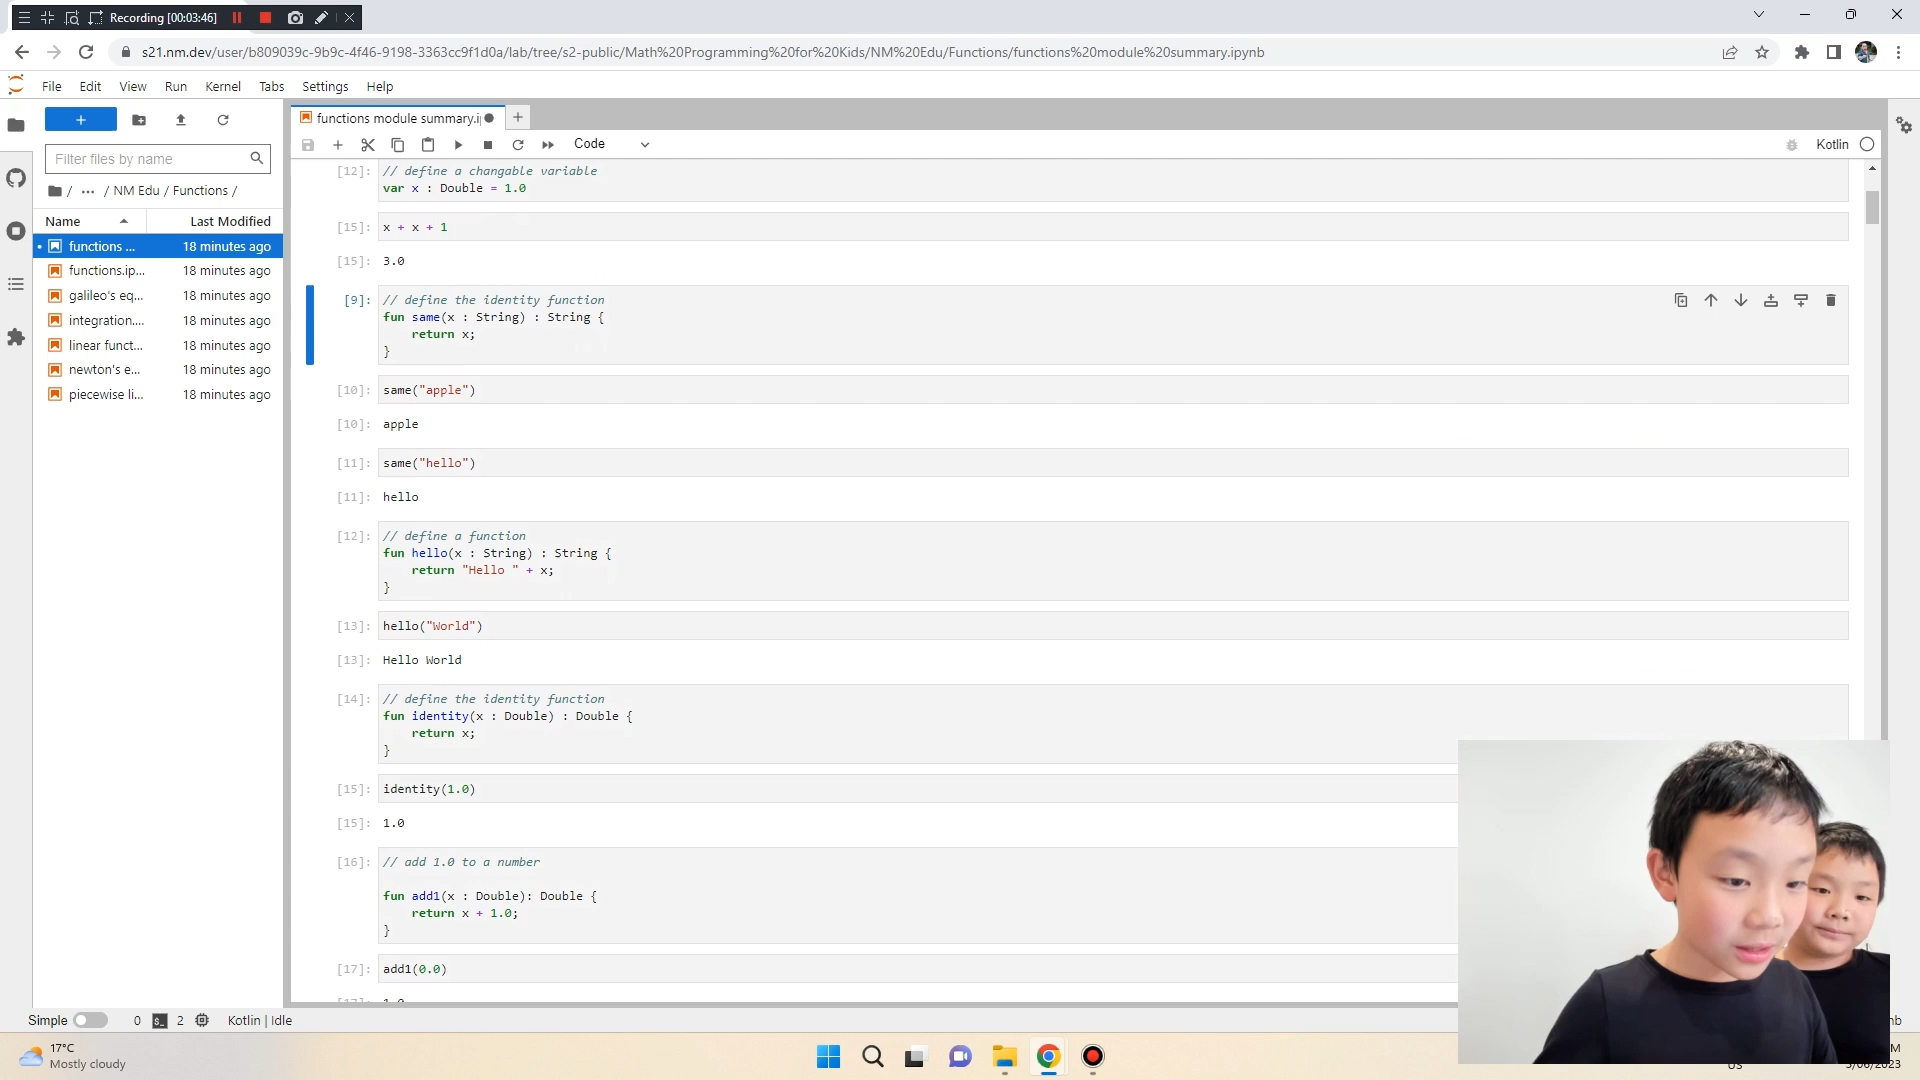 Recording [00:03:46]
s21.nm.dev/user/b809039c-9b9c-4f46-9198-3363cc9f1d0a/lab/tree/s2-public/Math%20Programming%20for%20Kids/NM%20Edu/Functions/functions%20module%20summary.ipynb
File Edit View Run Kernel Tabs Settings Help
functions module summary.i
Filter files by name
Code
Kotlin
/ ... / NM Edu / Functions /
Name Last Modified
functions ... 18 minutes ago
functions.ip... 18 minutes ago
galileo's eq... 18 minutes ago
integration.... 18 minutes ago
linear funct... 18 minutes ago
newton's e... 18 minutes ago
piecewise li... 18 minutes ago
[12]: // define a changable variable
var x : Double = 1.0
[15]: x + x + 1
[15]: 3.0
[9]: // define the identity function
fun same(x : String) : String {
return x;
}
[10]: same("apple")
[10]: apple
[11]: same("hello")
[11]: hello
[12]: // define a function
fun hello(x : String) : String {
return "Hello " + x;
}
[13]: hello("World")
[13]: Hello World
[14]: // define the identity function
fun identity(x : Double) : Double {
return x;
}
[15]: identity(1.0)
[15]: 1.0
[16]: // add 1.0 to a number
fun add1(x : Double): Double {
return x + 1.0;
}
[17]: add1(0.0)
Simple 0 2 Kotlin | Idle
17°C
Mostly cloudy